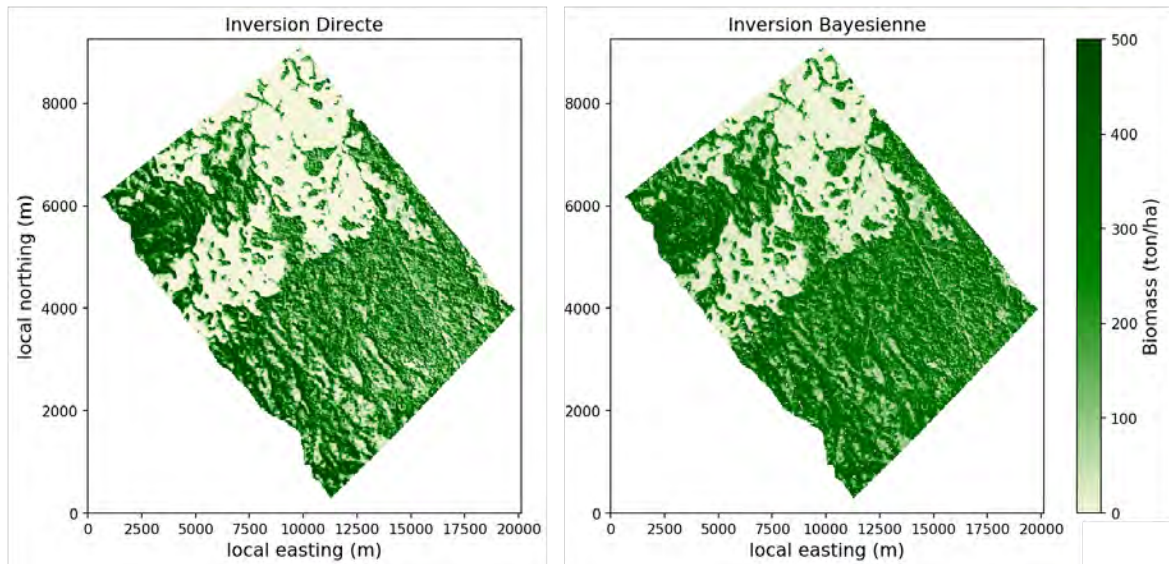 Inversion Directe
8000
6000
4000
2000
0
local northing (m)
0 2500 5000 7500 10000 12500 15000 17500 20000
local easting (m)
Inversion Bayesienne
8000
6000
4000
2000
0
0 2500 5000 7500 10000 12500 15000 17500 20000
local easting (m)
500
400
300
200
100
0
Biomass (ton/ha)